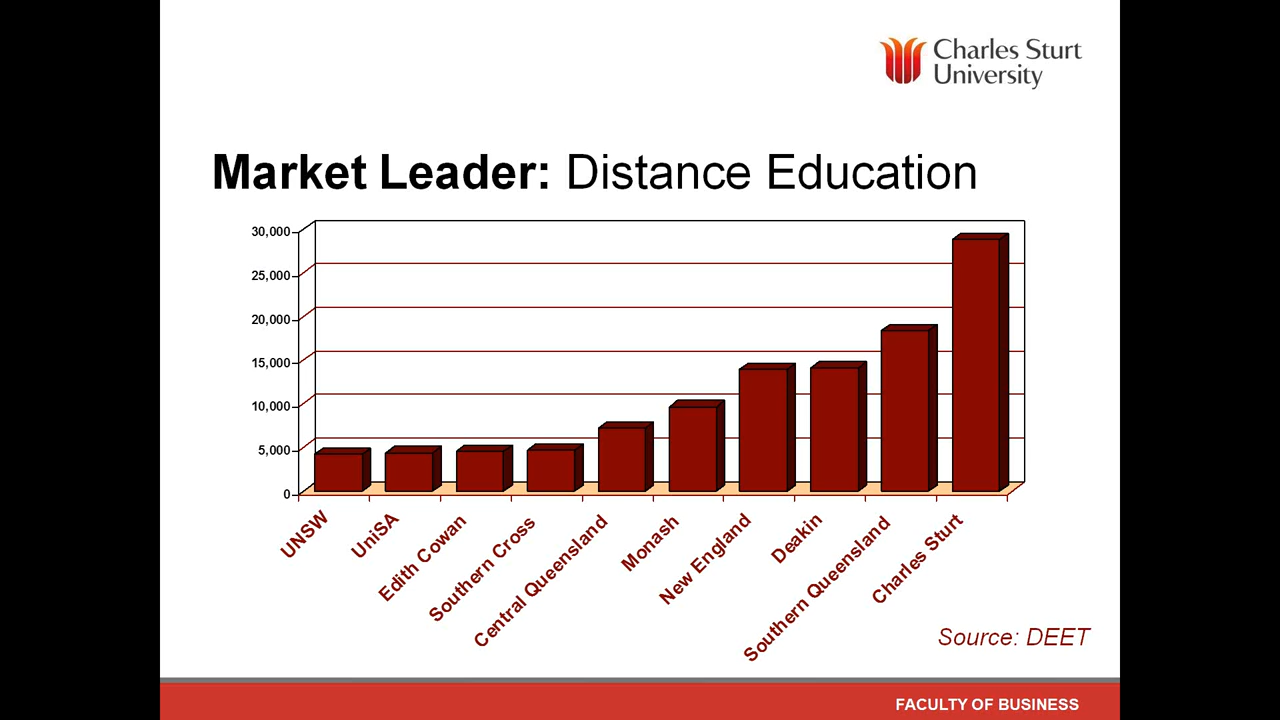 Charles Sturt
University
Market Leader: Distance Education
30,000
25,000
20,000
15,000
10,000
5,000
0
UNSW
UniSA
Edith Cowan
Southern Cross
Central Queensland
Monash
New England
Deakin
Southern Queensland
Charles Sturt
Source: DEET
FACULTY OF BUSINESS